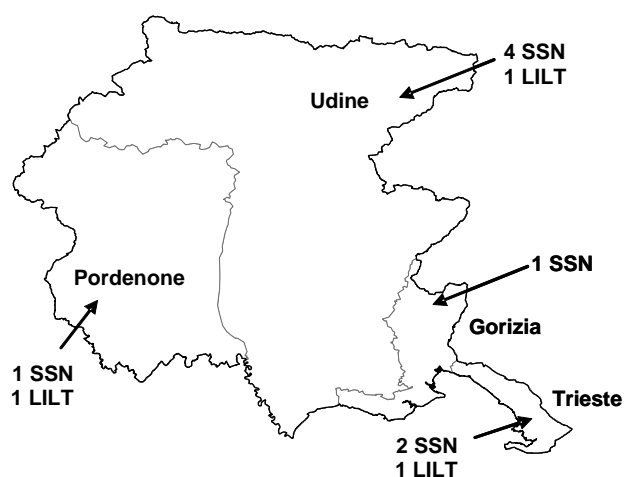 4 SSN
1 LILT
Udine
1 SSN
Pordenone
Gorizia
1 SSN
1 LILT
Trieste
2 SSN
1 LILT